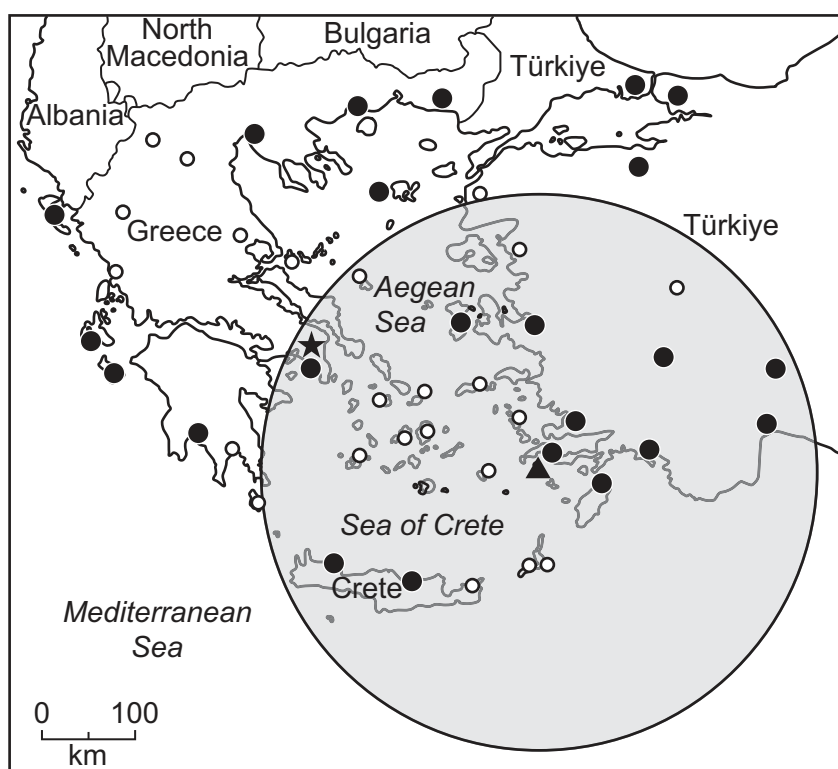 North
Macedonia
Bulgaria
Türkiye
Albania
Greece
Türkiye
Aegean
Sea
Sea of Crete
Crete
Mediterranean
Sea
0 100
km